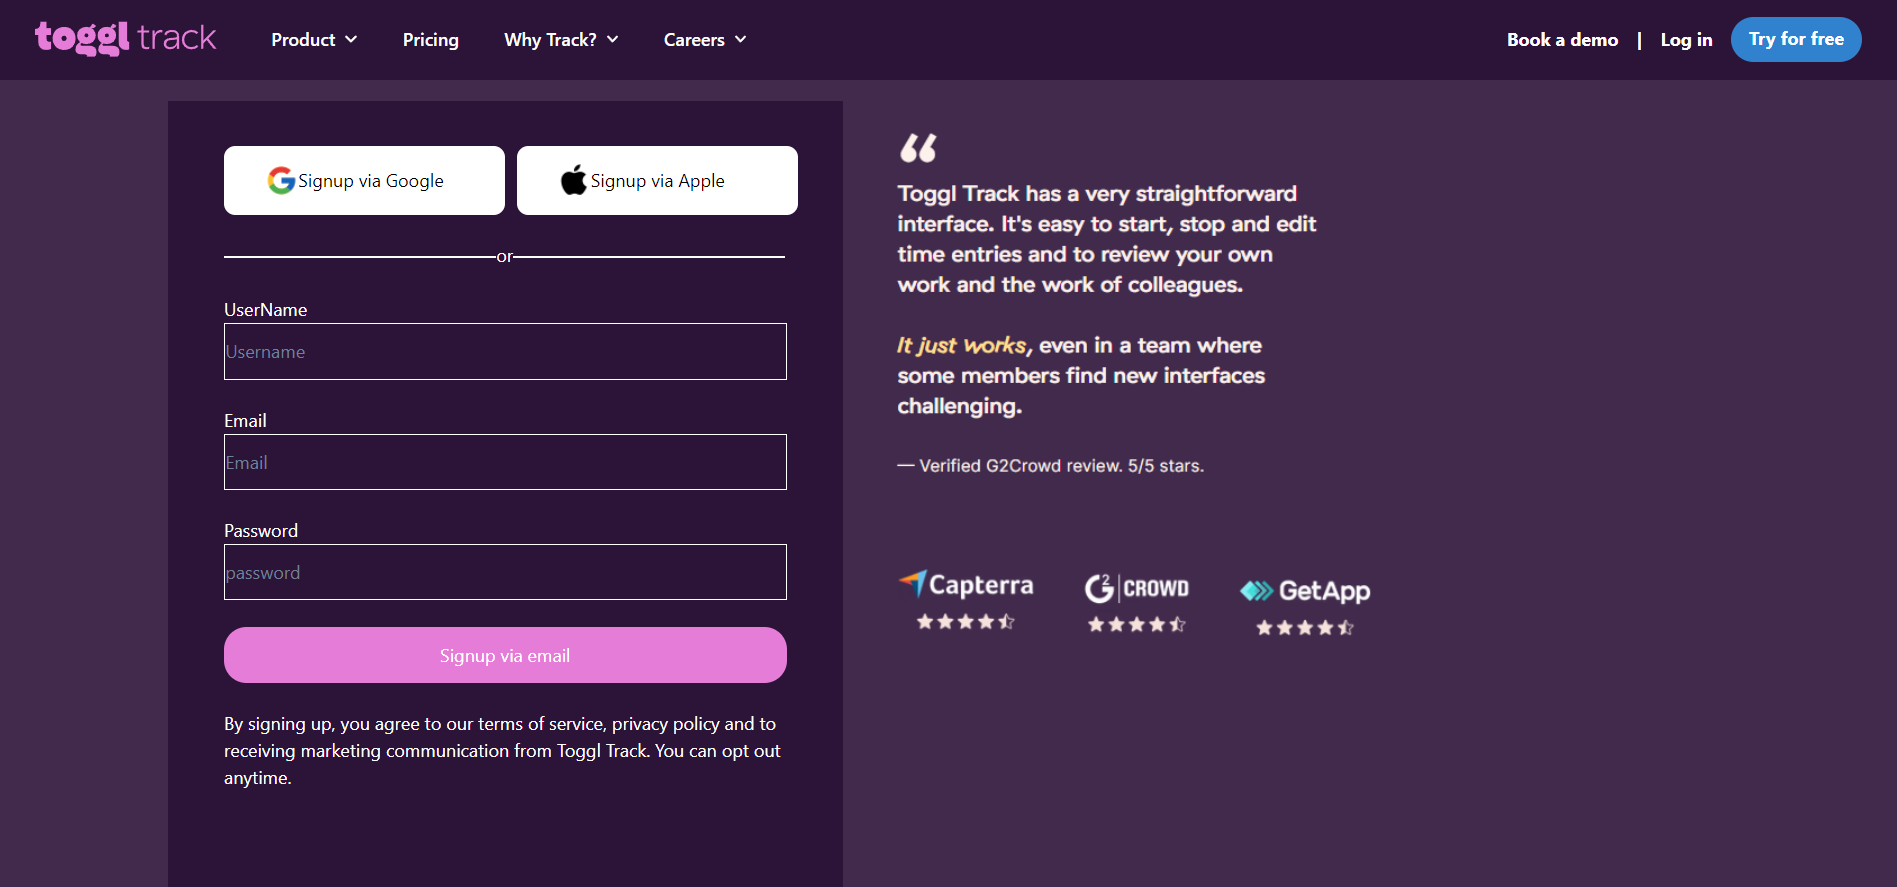 toggl track
Product
Pricing
Why Track?
Careers
Book a demo
|
Log in
Try for free
Signup via Google
Signup via Apple
or
UserName
Username
Email
Email
Password
password
Signup via email
By signing up, you agree to our terms of service, privacy policy and to
receiving marketing communication from Toggl Track. You can opt out
anytime.
“
Toggl Track has a very straightforward
interface. It's easy to start, stop and edit
time entries and to review your own
work and the work of colleagues.
It just works, even in a team where
some members find new interfaces
challenging.
— Verified G2Crowd review. 5/5 stars.
Capterra
G2 | CROWD
GetApp